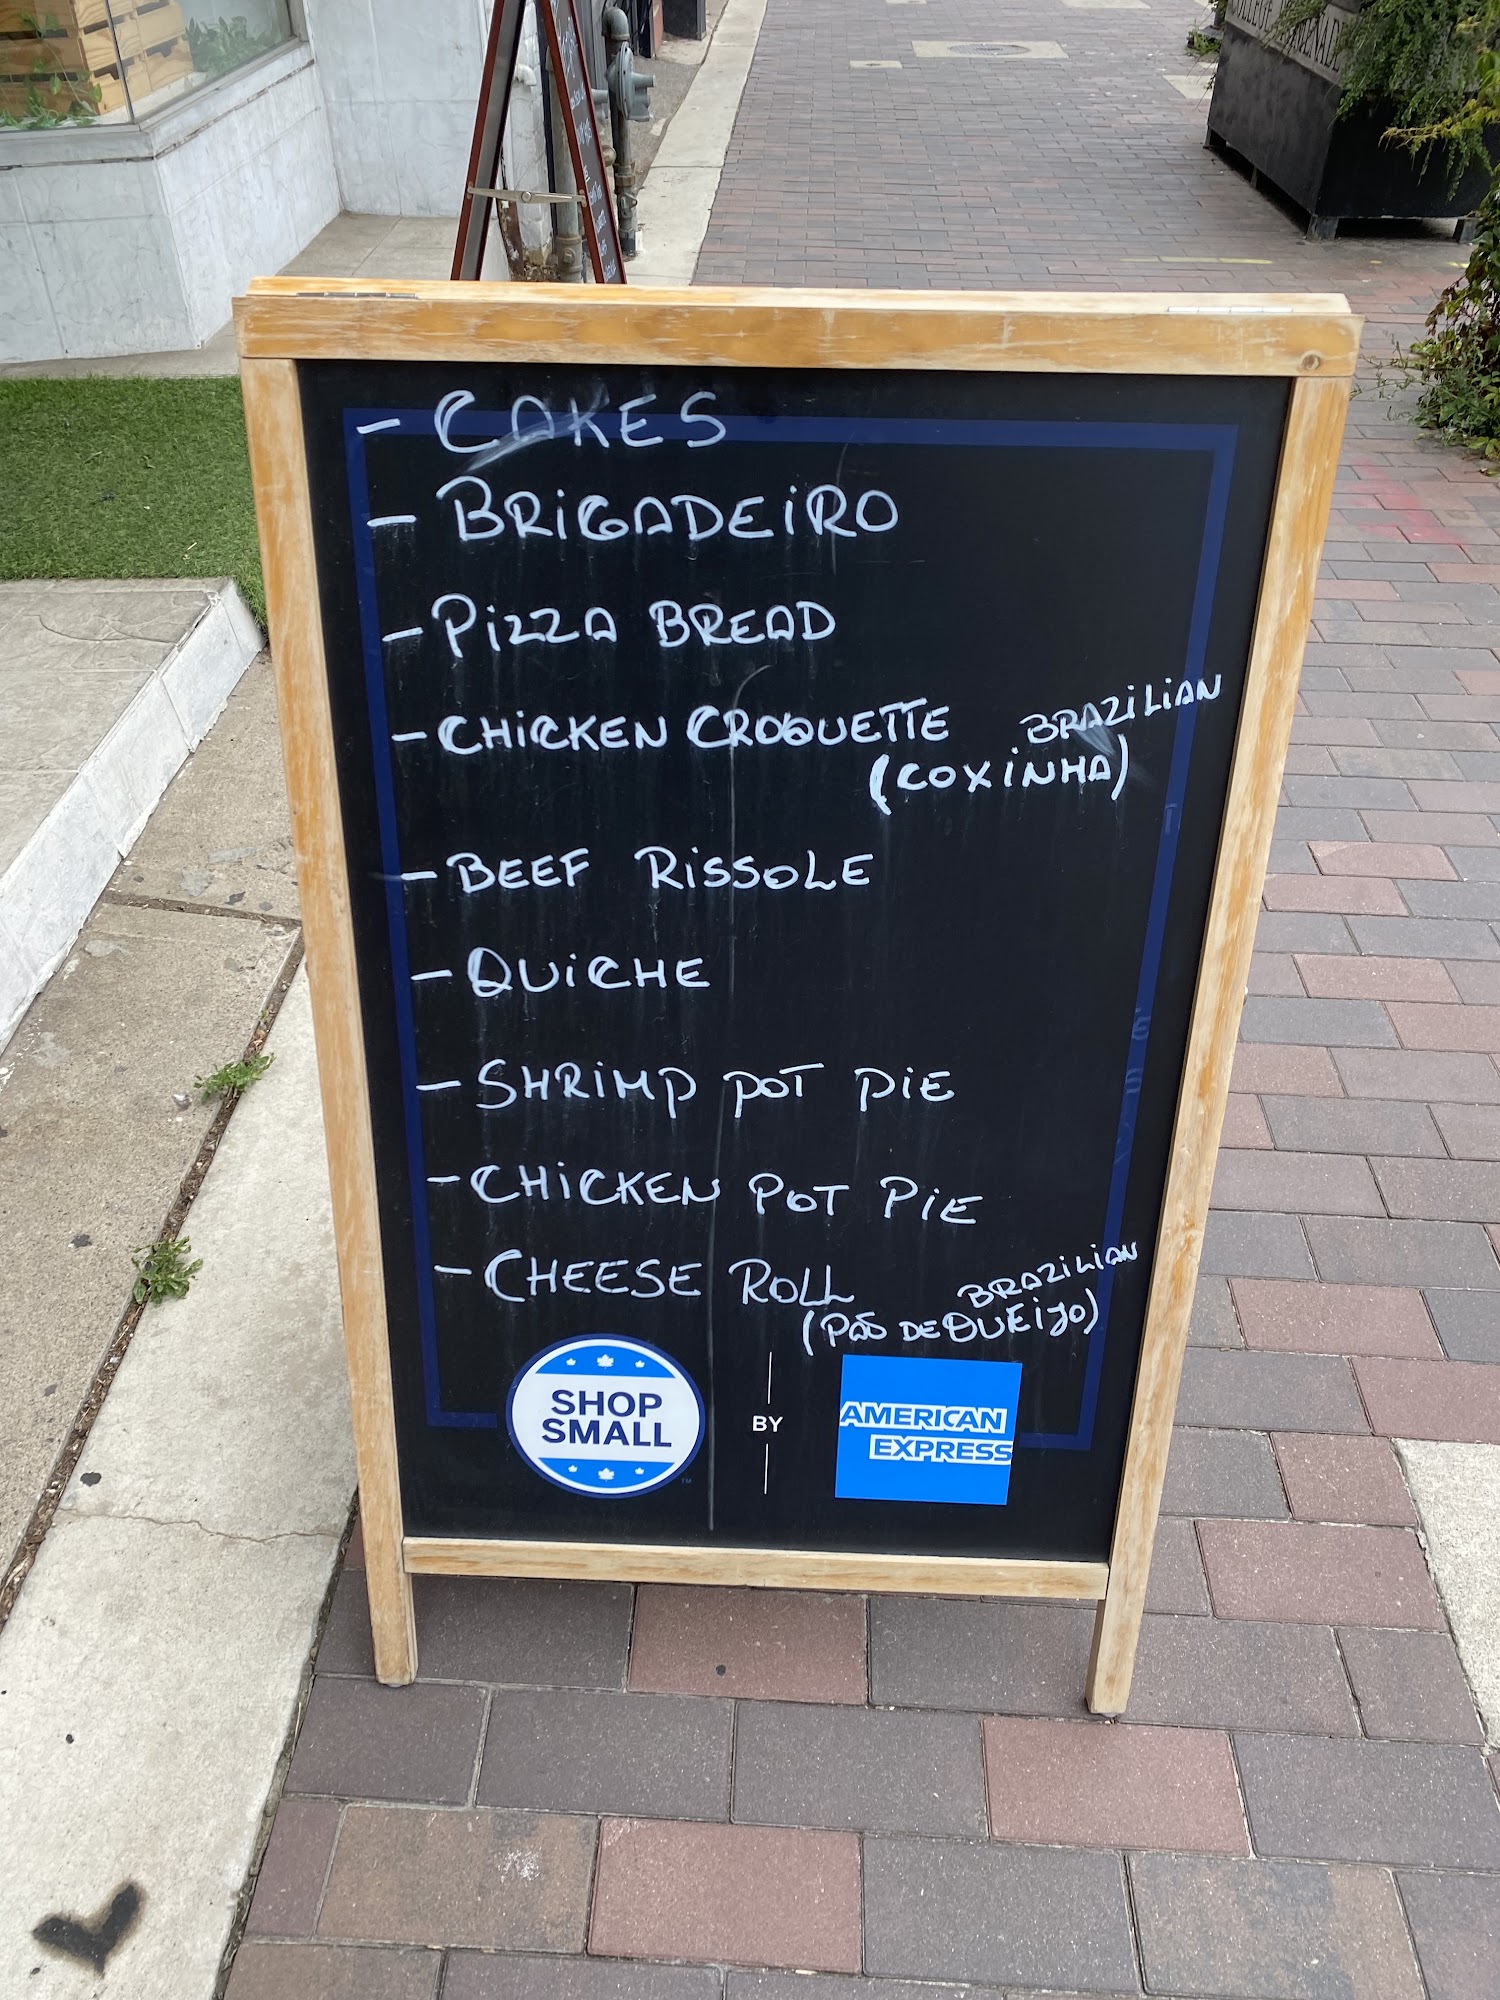 - CAKES
- BRiGADEiRO
- PiZZA BREAD
- CHiCKEN CROQUETTE BRAZiLiAN
(COXiNHA)
- BEEF RiSSOLE
- QUiCHE
- SHRiMP POT PiE
- CHiCKEN POT PiE
- CHEESE ROLL BRAZiLiAN
(PÃO DE QUEiJO)
SHOP
SMALL
™
BY
AMERICAN
EXPRESS